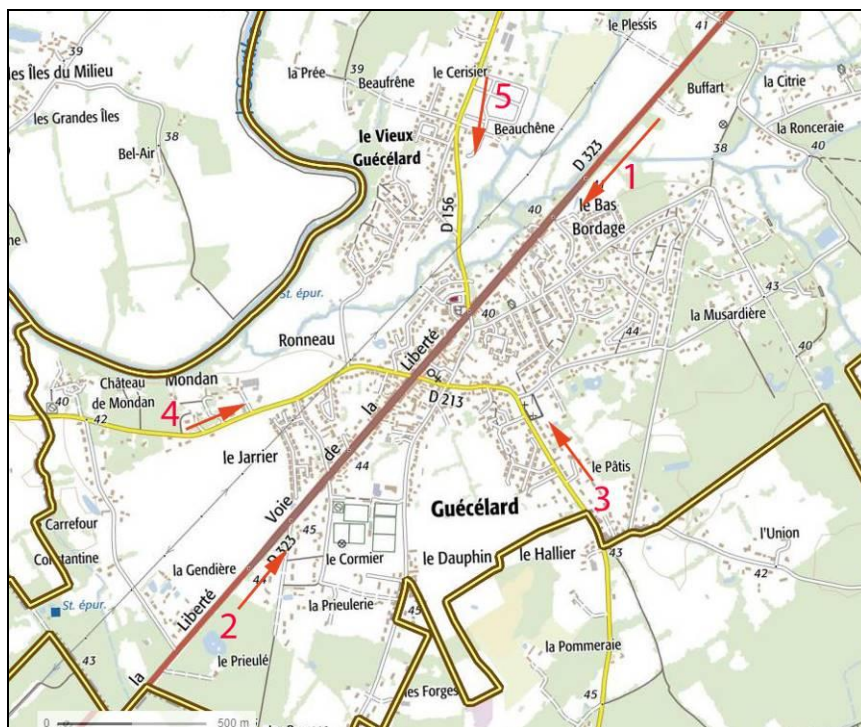 39
les Îles du Milieu
les Grandes Îles
38
Bel-Air
la Prée
39
Beaufrêne
le Cerisier
5
Beauchêne
le Vieux
Guécélard
D 156
le Plessis
41
Buffart
la Citrie
la Ronceraie
40
38
D 323
1
le Bas
Bordage
40
43
la Musardière
44
40
40
St. épur.
Ronneau
Liberté
la
de
Voie
D 213
Château
de Mondan
Mondan
40
42
4
le Jarrier
44
45
D 323
Guécélard
le Pâtis
3
43
l'Union
42
Carrefour
Constantine
la Gendière
44
le Cormier
le Dauphin
le Hallier
la Prieulerie
45
2
Liberté
la
St. épur.
43
le Prieulé
la Pommeraie
les Forges
45
0
500 m